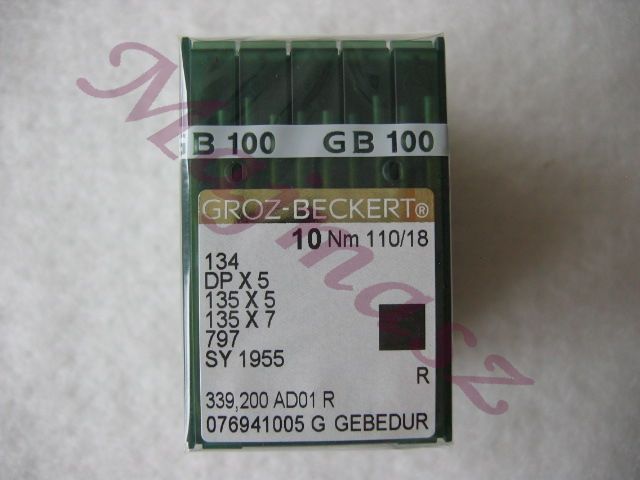 B 100 GB 100
GROZ-BECKERT®
10 Nm 110/18
134
DP X 5
135 X 5
135 X 7
797
SY 1955
R
339,200 AD01 R
076941005 G GEBEDUR
Majmasz